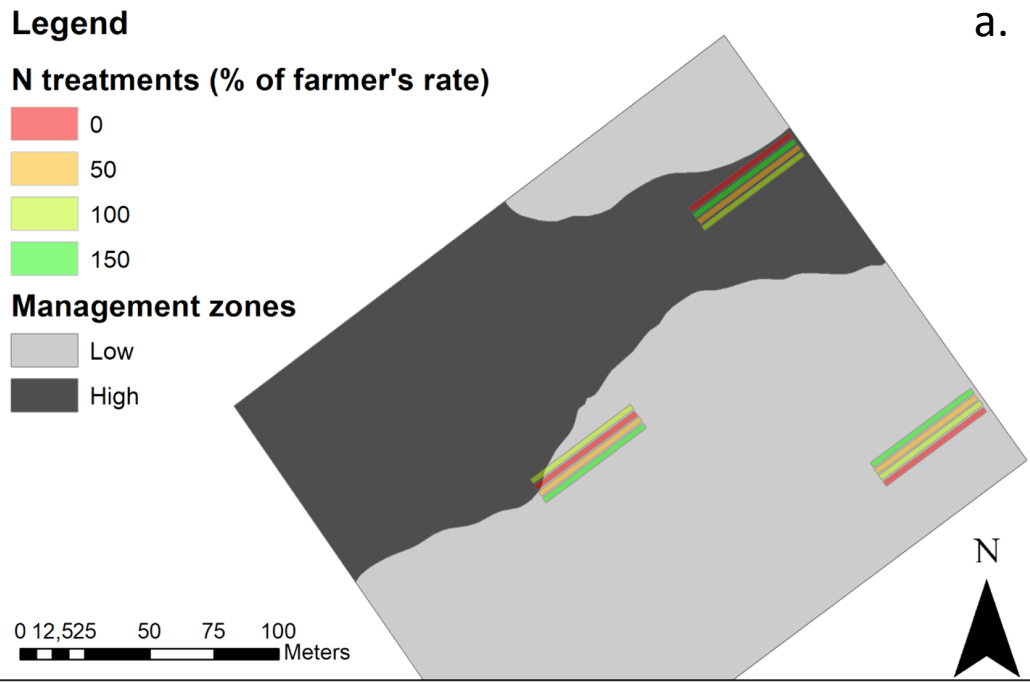 Legend
a.
N treatments (% of farmer's rate)
0
50
100
150
Management zones
Low
High
N
0 12,525 50 75 100
Meters